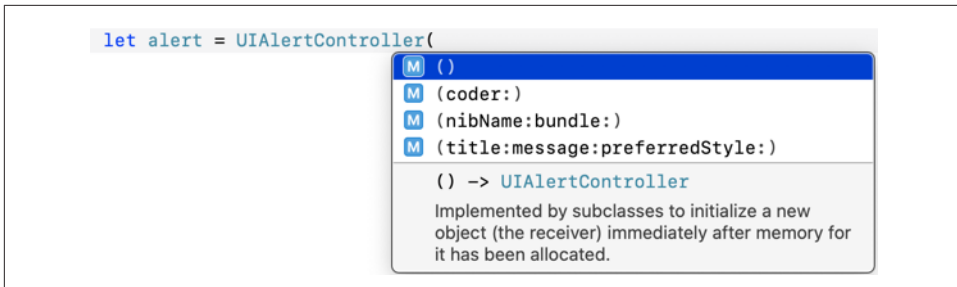 let alert = UIAlertController(
M ()
M (coder:)
M (nibName:bundle:)
M (title:message:preferredStyle:)
() -> UIAlertController
Implemented by subclasses to initialize a new
object (the receiver) immediately after memory for
it has been allocated.